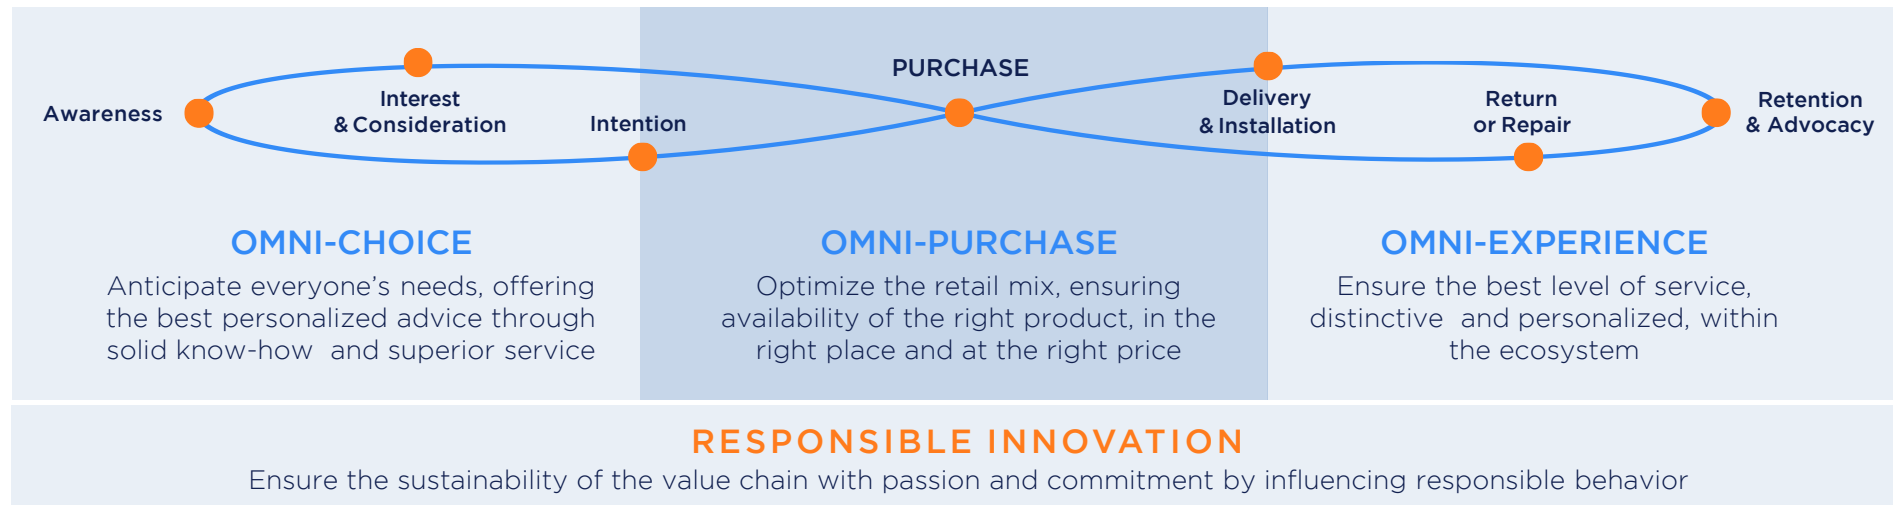 PURCHASE
Awareness
Interest
& Consideration
Intention
Delivery
& Installation
Return
or Repair
Retention
& Advocacy
OMNI-CHOICE
Anticipate everyone’s needs, offering
the best personalized advice through
solid know-how and superior service
OMNI-PURCHASE
Optimize the retail mix, ensuring
availability of the right product, in the
right place and at the right price
OMNI-EXPERIENCE
Ensure the best level of service,
distinctive and personalized, within
the ecosystem
RESPONSIBLE INNOVATION
Ensure the sustainability of the value chain with passion and commitment by influencing responsible behavior